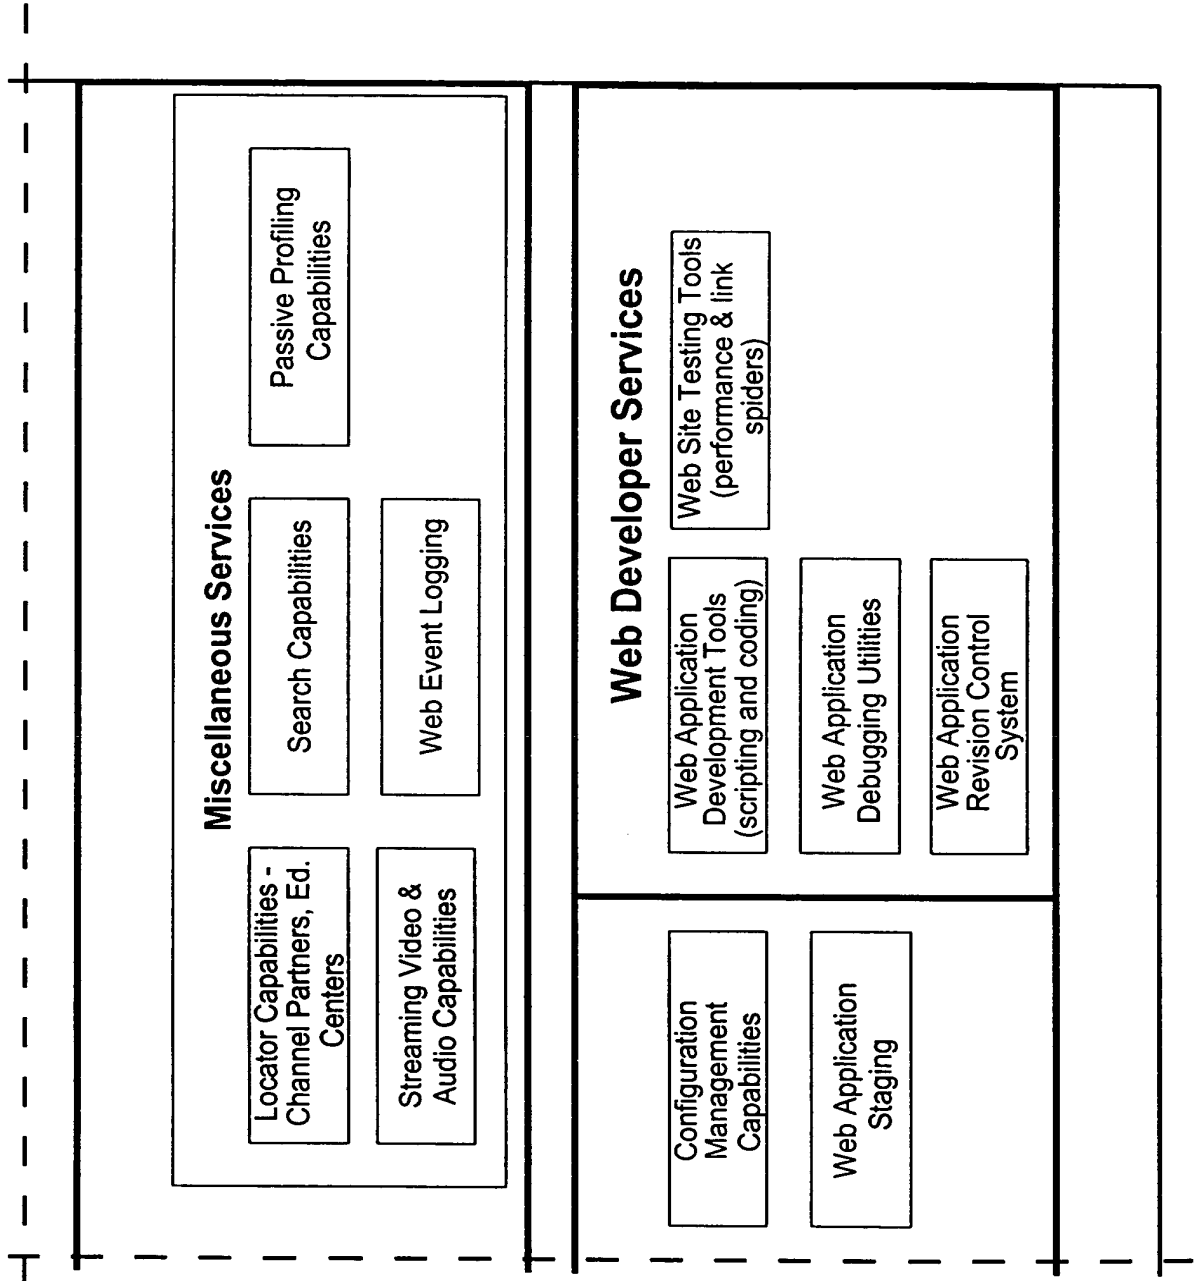 Miscellaneous Services
Locator Capabilities -
Channel Partners, Ed.
Centers
Search Capabilities
Passive Profiling
Capabilities
Streaming Video &
Audio Capabilities
Web Event Logging
Web Developer Services
Configuration
Management
Capabilities
Web Application
Development Tools
(scripting and coding)
Web Site Testing Tools
(performance & link
spiders)
Web Application
Staging
Web Application
Debugging Utilities
Web Application
Revision Control
System